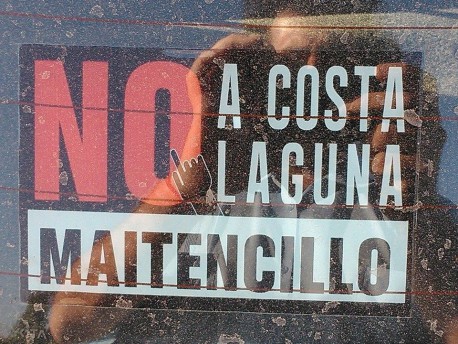 NO A COSTA
LAGUNA
MAITENCILLO